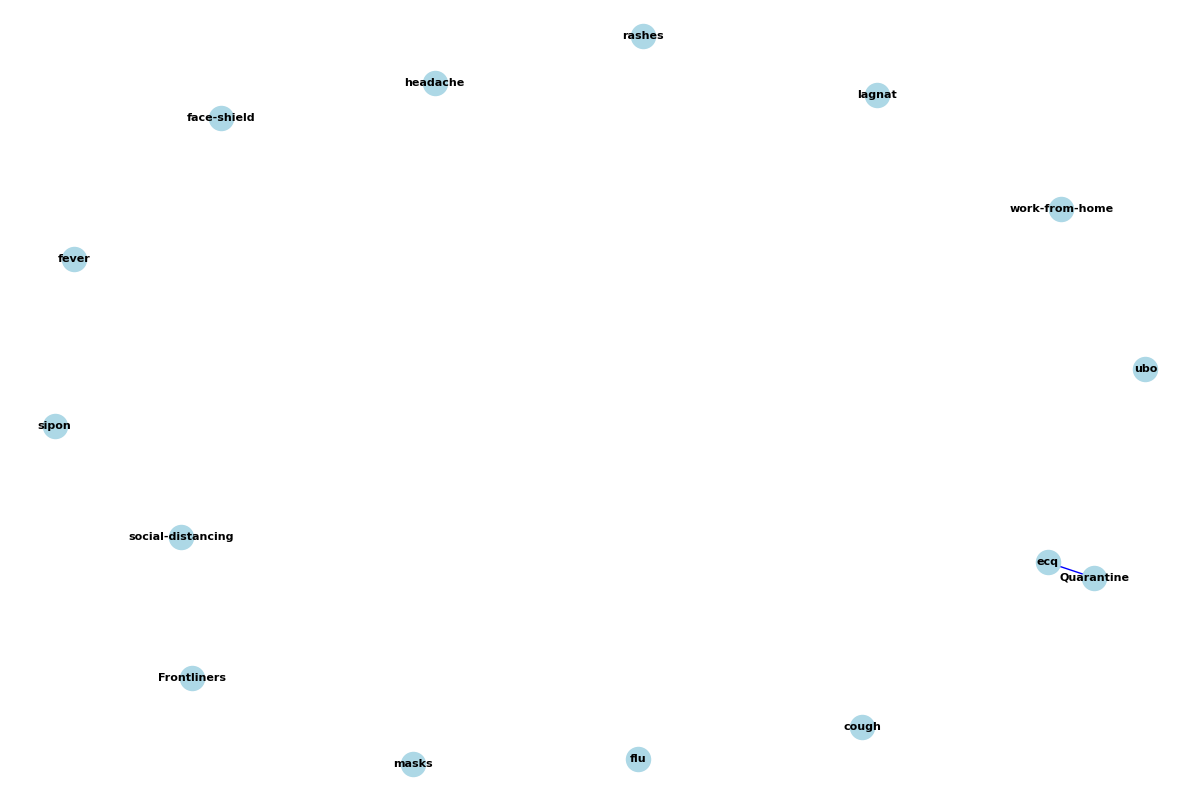 rashes
headache
lagnat
face-shield
work-from-home
fever
ubo
sipon
social-distancing
ecq
Quarantine
Frontliners
cough
flu
masks